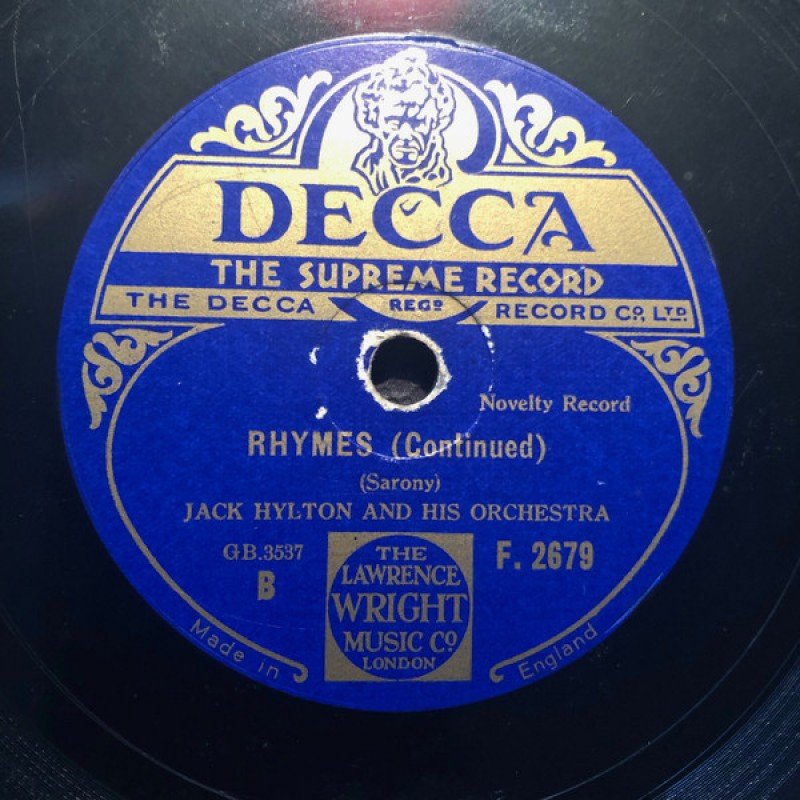 DECCA
THE SUPREME RECORD
THE DECCA REGD RECORD CO., LTD.
Novelty Record
RHYMES (Continued)
(Sarony)
JACK HYLTON AND HIS ORCHESTRA
GB.3537
B
F. 2679
THE
LAWRENCE
WRIGHT
MUSIC CO
LONDON
Made in England